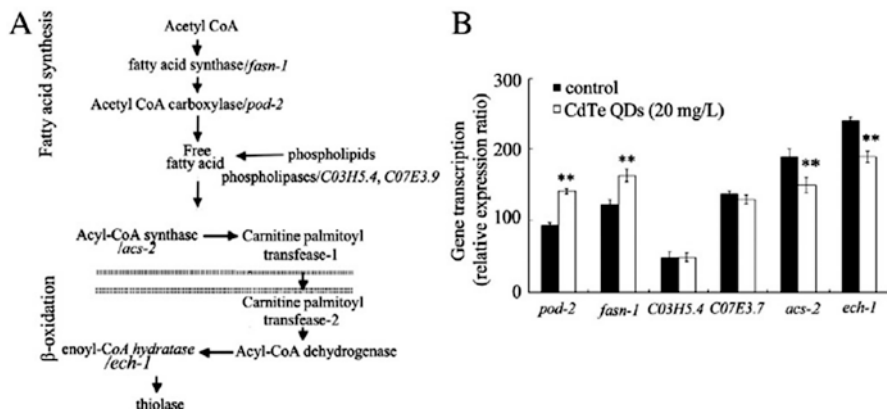 A
Fatty acid synthesis
Acetyl CoA
fatty acid synthase/fasn-1
Acetyl CoA carboxylase/pod-2
Free
fatty acid
phospholipids
phospholipases/C03H5.4, C07E3.9
Acyl-CoA synthase
/acs-2
Carnitine palmitoyl
transfease-1
β-oxidation
Carnitine palmitoyl
transfease-2
enoyl-CoA hydratase
/ech-1
Acyl-CoA dehydrogenase
thiolase
B
Gene transcription
(relative expression ratio)
300
200
100
0
control
CdTe QDs (20 mg/L)
**
**
**
**
pod-2
fasn-1
C03H5.4
C07E3.7
acs-2
ech-1